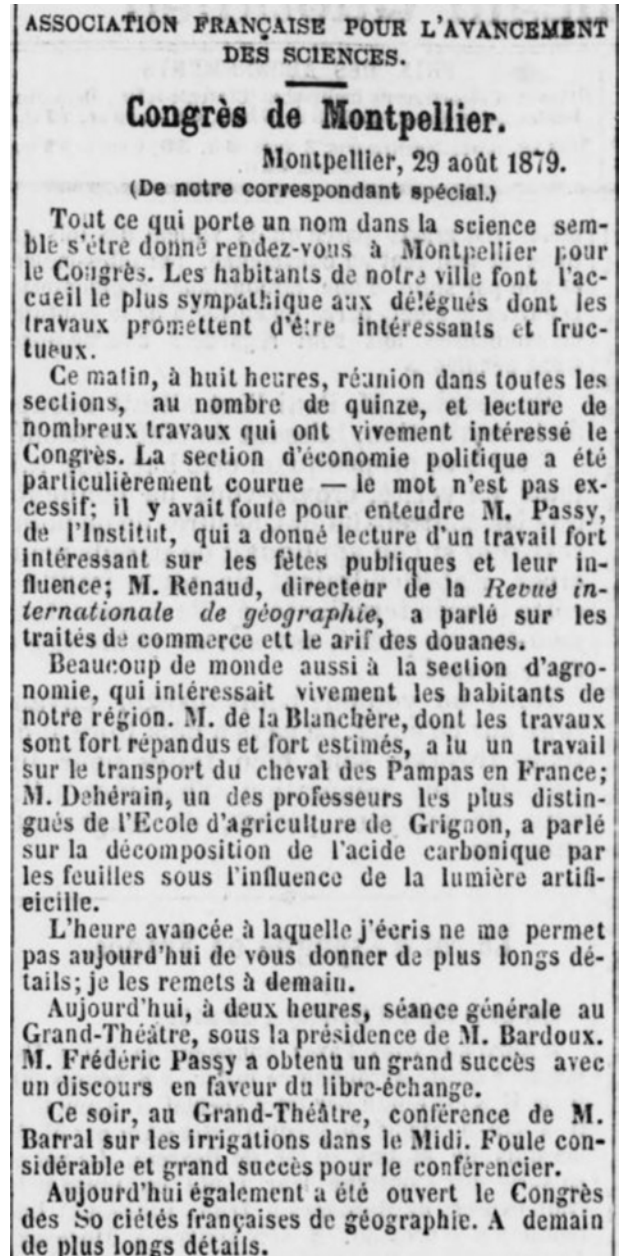 ASSOCIATION FRANÇAISE POUR L'AVANCEMENT
DES SCIENCES.
Congrès de Montpellier.
Montpellier, 29 août 1879.
(De notre correspondant spécial.)
Tout ce qui porte un nom dans la science sem-
ble s'être donné rendez-vous à Montpellier pour
le Congrès. Les habitants de notre ville font l'ac-
cueil le plus sympathique aux délégués dont les
travaux promettent d'être intéressants et fruc-
tueux.
Ce matin, à huit heures, réunion dans toutes les
sections, au nombre de quinze, et lecture de
nombreux travaux qui ont vivement intéressé le
Congrès. La section d'économie politique a été
particulièrement courue — le mot n'est pas ex-
cessif; il y avait foule pour entendre M. Passy,
de l'Institut, qui a donné lecture d'un travail fort
intéressant sur les fêtes publiques et leur in-
fluence; M. Renaud, directeur de la Revue in-
ternationale de géographie, a parlé sur les
traités de commerce ett le arif des douanes.
Beaucoup de monde aussi à la section d'agro-
nomie, qui intéressait vivement les habitants de
notre région. M. de la Blanchère, dont les travaux
sont fort répandus et fort estimés, a lu un travail
sur le transport du cheval des Pampas en France;
M. Dehérain, un des professeurs les plus distin-
gués de l'Ecole d'agriculture de Grignon, a parlé
sur la décomposition de l'acide carbonique par
les feuilles sous l'influence de la lumière artifi-
eicille.
L'heure avancée à laquelle j'écris ne me permet
pas aujourd'hui de vous donner de plus longs dé-
tails; je les remets à demain.
Aujourd'hui, à deux heures, séance générale au
Grand-Théâtre, sous la présidence de M. Bardoux.
M. Frédéric Passy a obtenu un grand succès avec
un discours en faveur du libre-échange.
Ce soir, au Grand-Théâtre, conférence de M.
Barral sur les irrigations dans le Midi. Foule con-
sidérable et grand succès pour le conférencier.
Aujourd'hui également a été ouvert le Congrès
des So ciétés françaises de géographie. A demain
de plus longs détails.